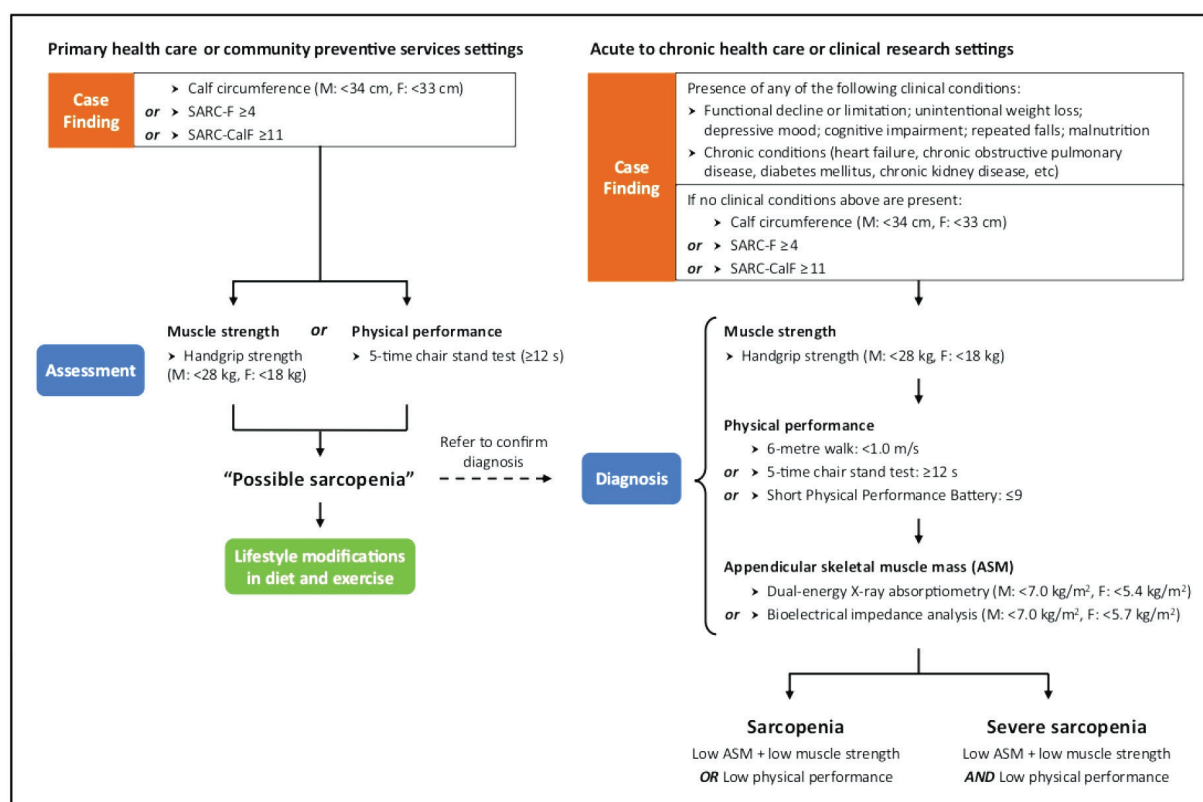 Primary health care or community preventive services settings
Case
Finding
➤ Calf circumference (M: <34 cm, F: <33 cm)
or ➤ SARC-F ≥4
or ➤ SARC-CalF ≥11
Assessment
Muscle strength or Physical performance
➤ Handgrip strength
(M: <28 kg, F: <18 kg)
➤ 5-time chair stand test (≥12 s)
"Possible sarcopenia"
Refer to confirm
diagnosis
Lifestyle modifications
in diet and exercise
Acute to chronic health care or clinical research settings
Case
Finding
Presence of any of the following clinical conditions:
➤ Functional decline or limitation; unintentional weight loss;
depressive mood; cognitive impairment; repeated falls; malnutrition
➤ Chronic conditions (heart failure, chronic obstructive pulmonary
disease, diabetes mellitus, chronic kidney disease, etc)
If no clinical conditions above are present:
➤ Calf circumference (M: <34 cm, F: <33 cm)
or ➤ SARC-F ≥4
or ➤ SARC-CalF ≥11
Diagnosis
Muscle strength
➤ Handgrip strength (M: <28 kg, F: <18 kg)
Physical performance
➤ 6-metre walk: <1.0 m/s
or ➤ 5-time chair stand test: ≥12 s
or ➤ Short Physical Performance Battery: ≤9
Appendicular skeletal muscle mass (ASM)
➤ Dual-energy X-ray absorptiometry (M: <7.0 kg/m², F: <5.4 kg/m²)
or ➤ Bioelectrical impedance analysis (M: <7.0 kg/m², F: <5.7 kg/m²)
Sarcopenia
Low ASM + low muscle strength
OR Low physical performance
Severe sarcopenia
Low ASM + low muscle strength
AND Low physical performance